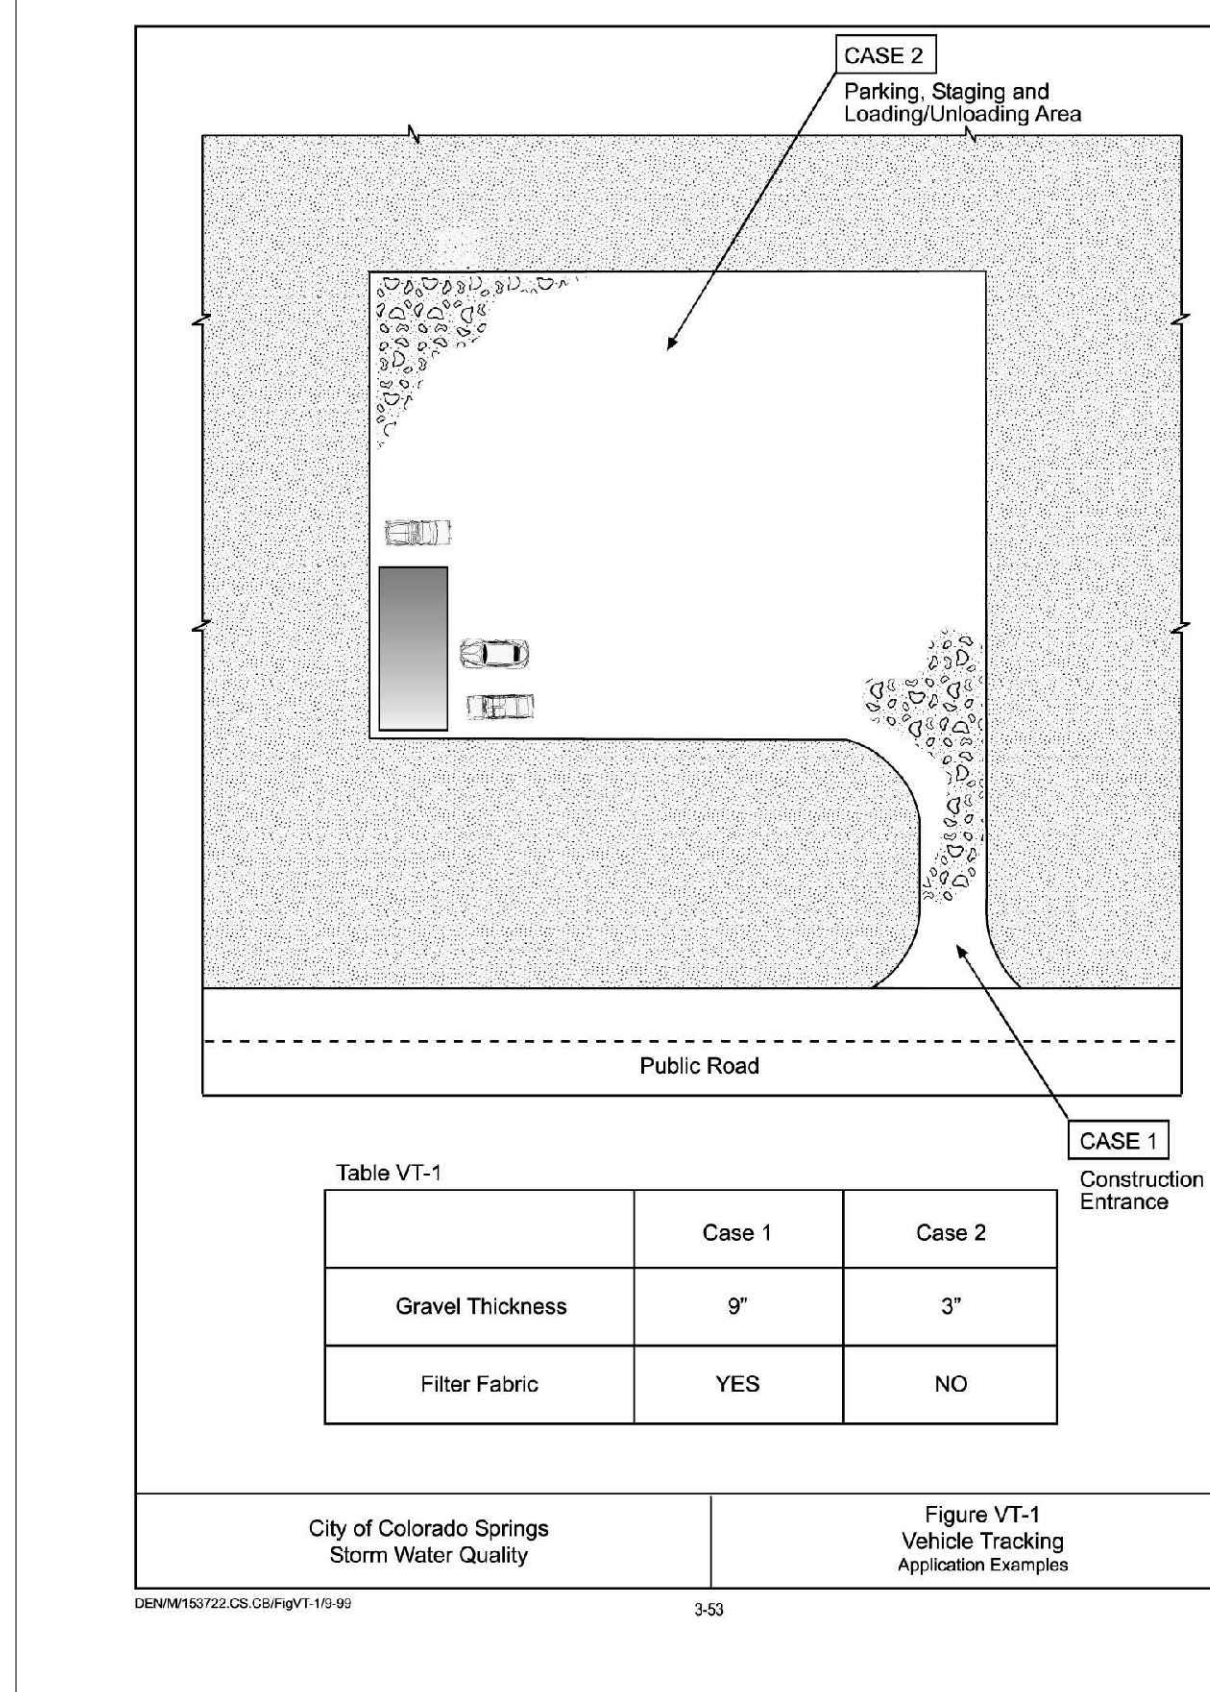 CASE 2
Parking, Staging and
Loading/Unloading Area
Public Road
CASE 1
Construction
Entrance
Table VT-1
Case 1 Case 2
Gravel Thickness 9” 3”
Filter Fabric YES NO
City of Colorado Springs
Storm Water Quality
Figure VT-1
Vehicle Tracking
Application Examples
DEN/M/153722.CS.CB/FigVT-1/9-99
3-53